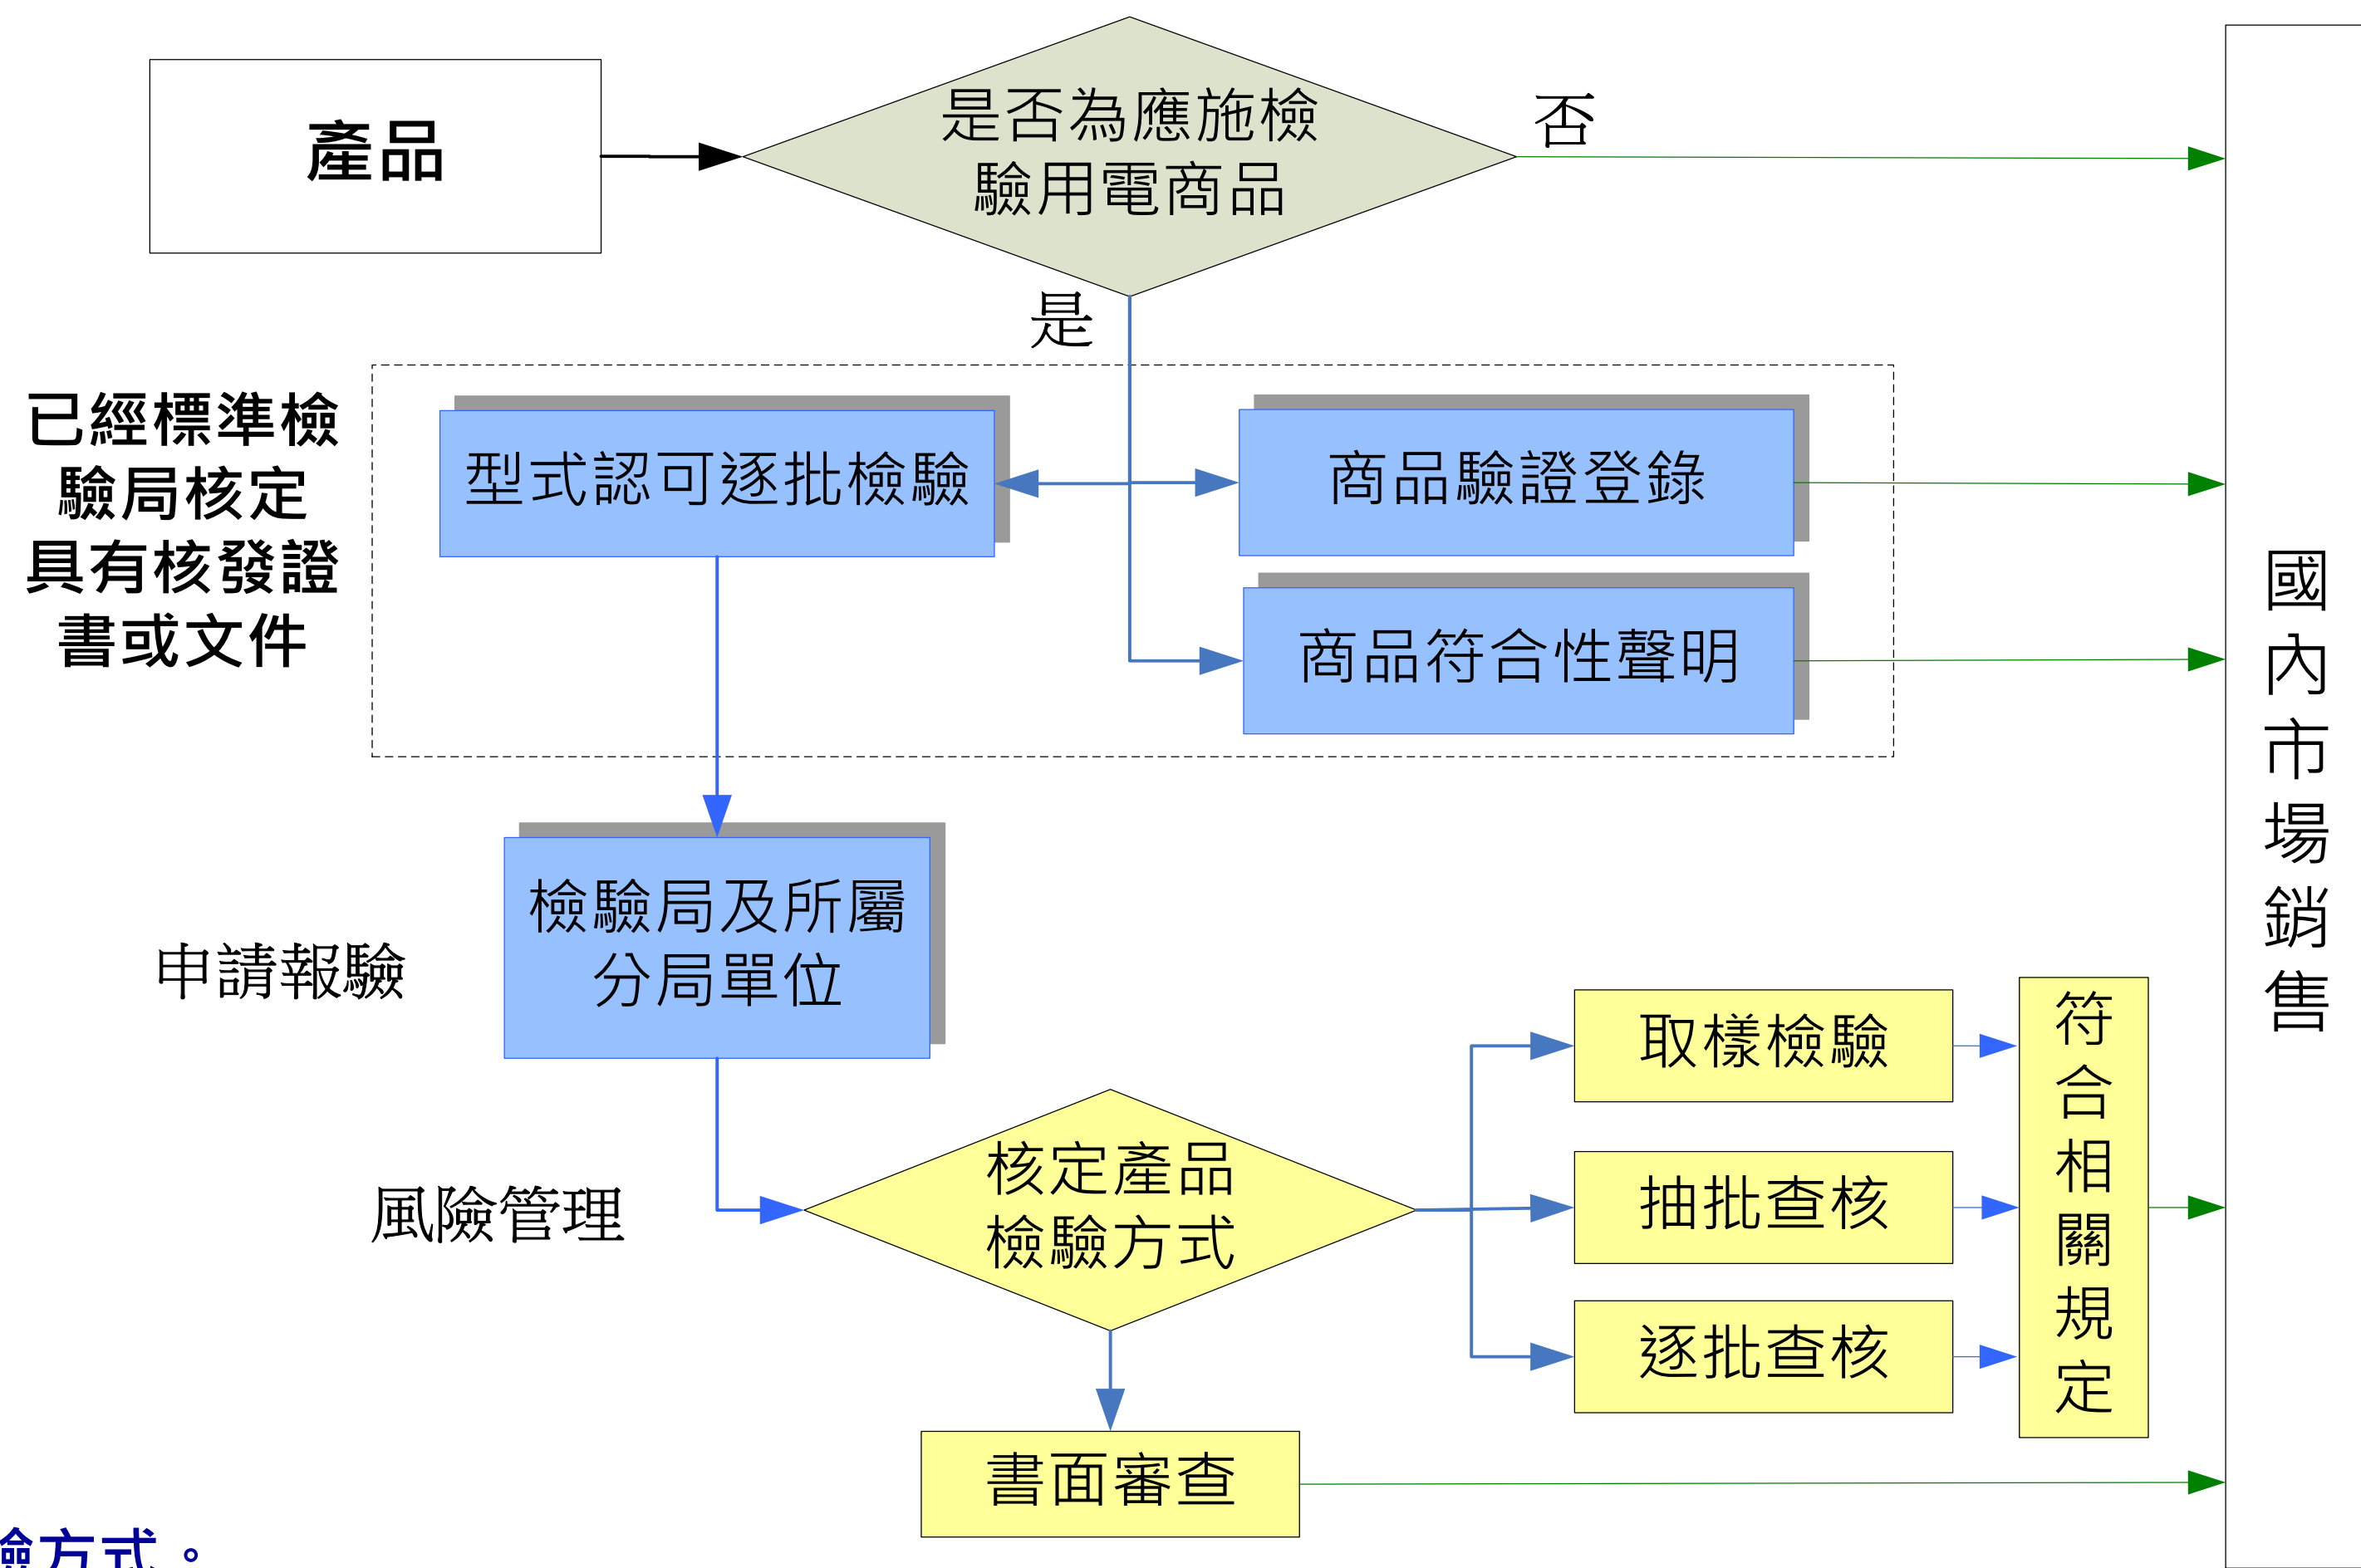 產品
是否為應施檢
驗用電商品
否
是
已經標準檢
驗局核定
具有核發證
書或文件
型式認可逐批檢驗
商品驗證登錄
商品符合性聲明
國內市場銷售
檢驗局及所屬
分局單位
申請報驗
取樣檢驗
符合相關規定
風險管理
核定產品
檢驗方式
抽批查核
逐批查核
書面審查
方式。